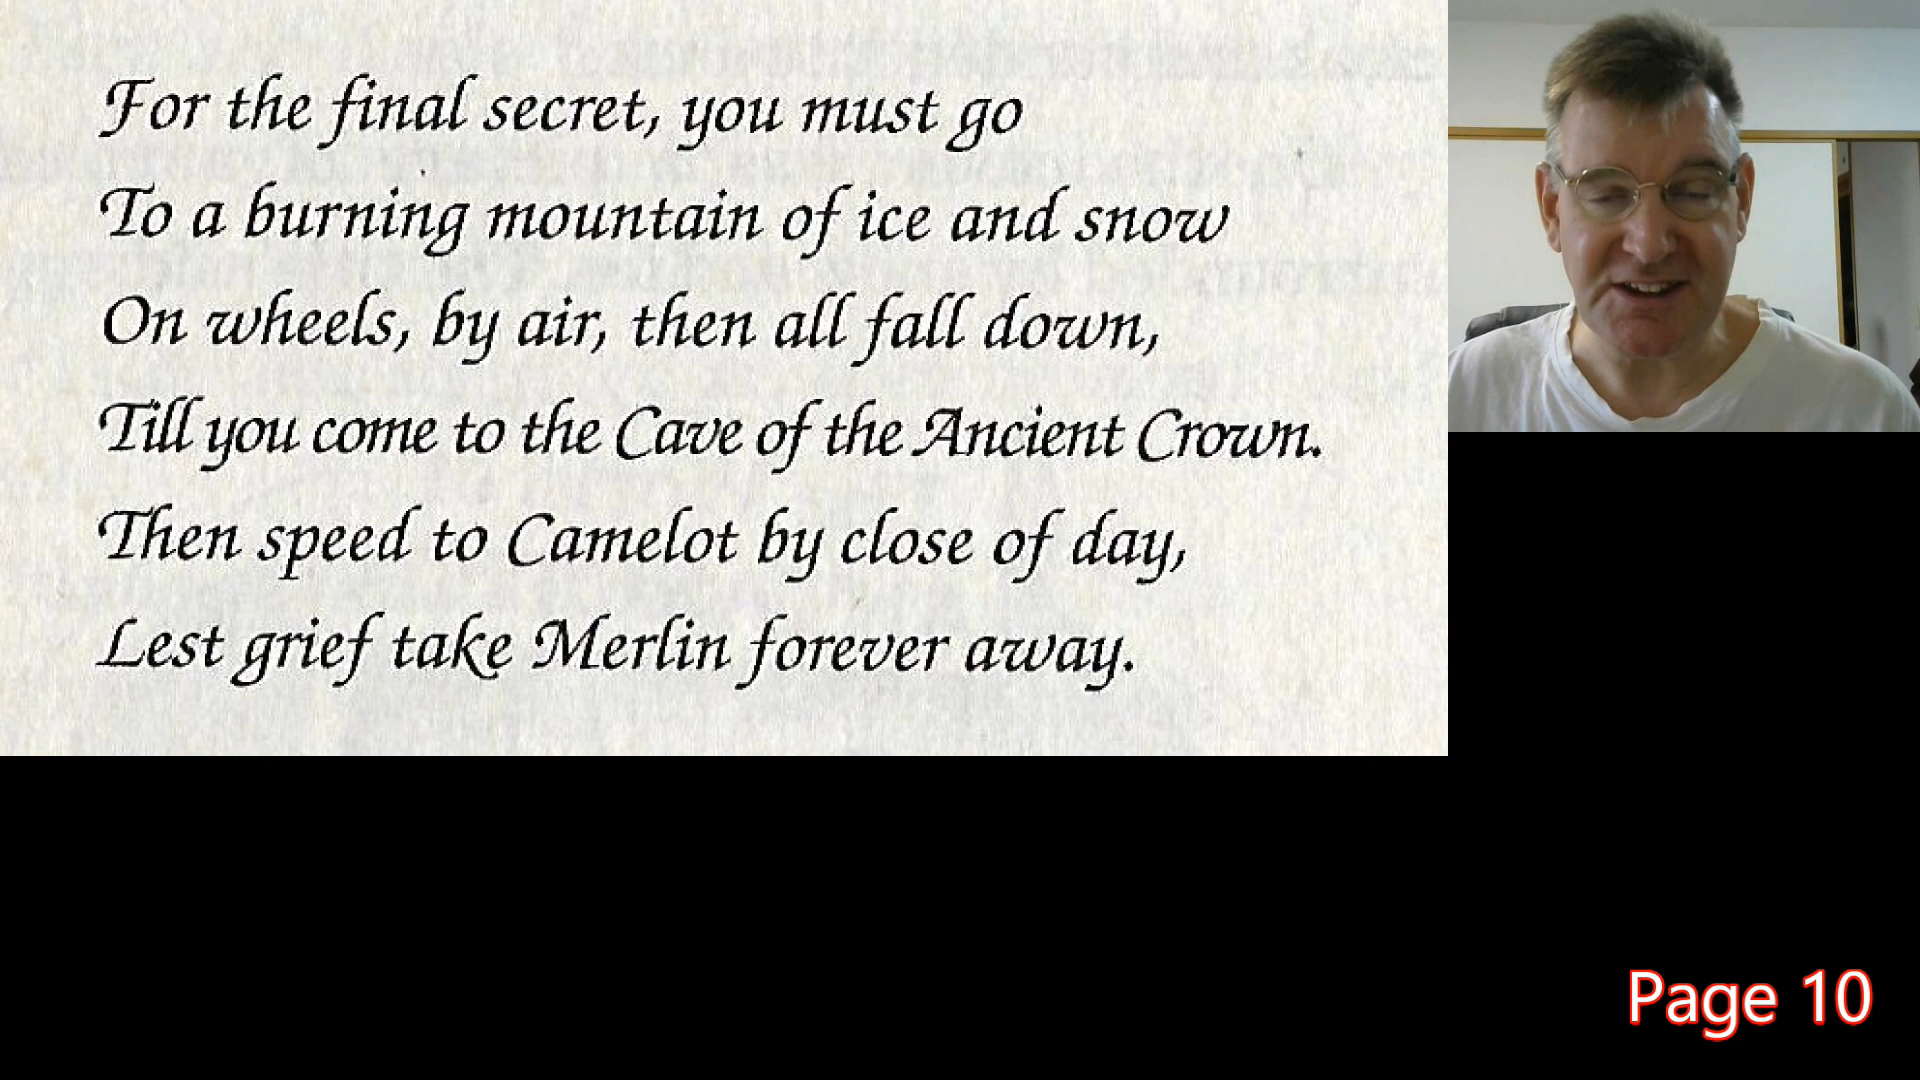 For the final secret, you must go
To a burning mountain of ice and snow
On wheels, by air, then all fall down,
Till you come to the Cave of the Ancient Crown.
Then speed to Camelot by close of day,
Lest grief take Merlin forever away.
Page 10